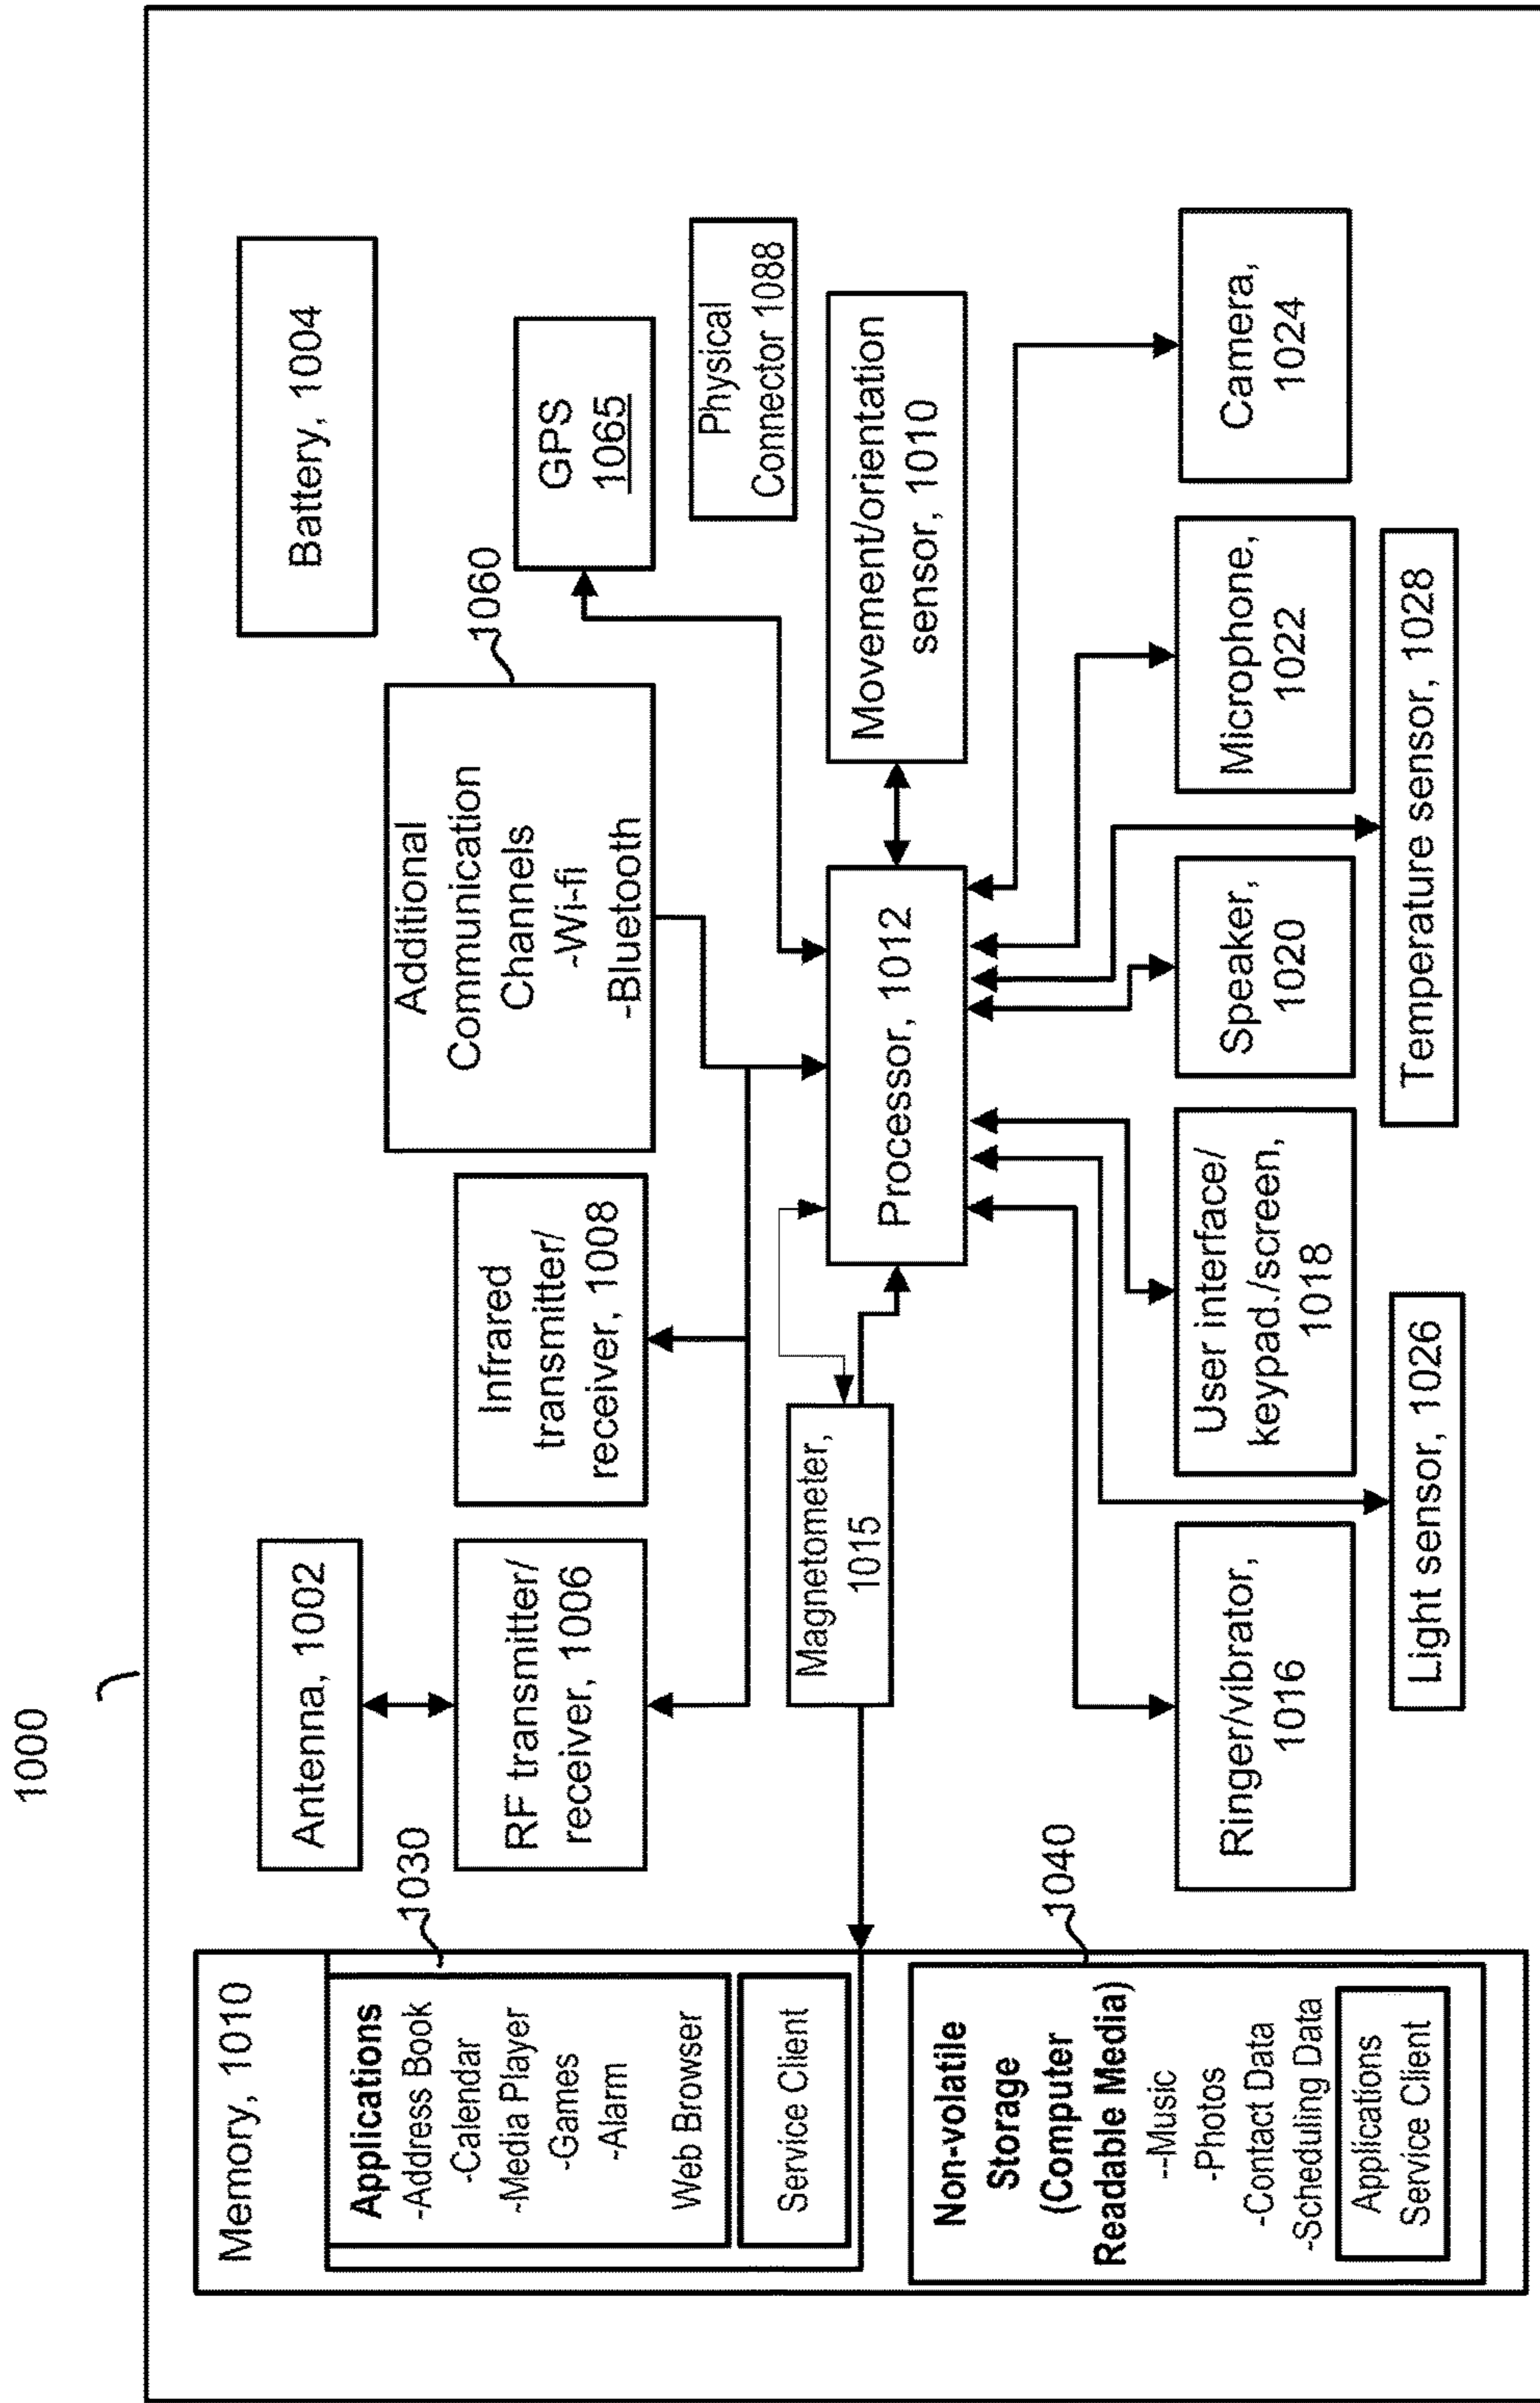 1000
Memory, 1010
Applications
-Address Book
-Calendar
-Media Player
-Games
-Alarm
Web Browser
1030
Service Client
Non-volatile
Storage
(Computer
Readable Media)
--Music
-Photos
-Contact Data
-Scheduling Data
1040
Applications
Service Client
Antenna, 1002
RF transmitter/
receiver, 1006
Infrared
transmitter/
receiver, 1008
Additional
Communication
Channels
-Wi-fi
-Bluetooth
1060
Battery, 1004
GPS
1065
Physical
Connector 1088
Magnetometer,
1015
Processor, 1012
Movement/orientation
sensor, 1010
Ringer/vibrator,
1016
User interface/
keypad./screen,
1018
Speaker,
1020
Microphone,
1022
Camera,
1024
Light sensor, 1026
Temperature sensor, 1028